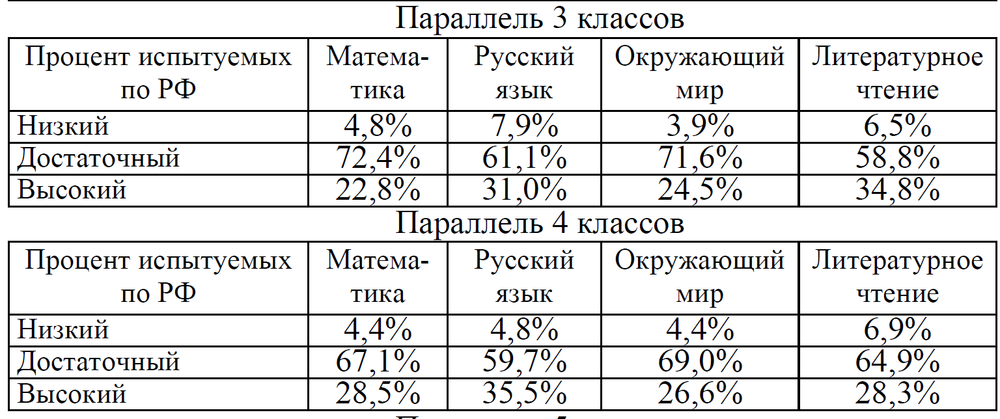 Параллель 3 классов
Процент испытуемых Матема- Русский Окружающий Литературное
по РФ тика язык мир чтение
Низкий 4,8% 7,9% 3,9% 6,5%
Достаточный 72,4% 61,1% 71,6% 58,8%
Высокий 22,8% 31,0% 24,5% 34,8%
Параллель 4 классов
Процент испытуемых Матема- Русский Окружающий Литературное
по РФ тика язык мир чтение
Низкий 4,4% 4,8% 4,4% 6,9%
Достаточный 67,1% 59,7% 69,0% 64,9%
Высокий 28,5% 35,5% 26,6% 28,3%